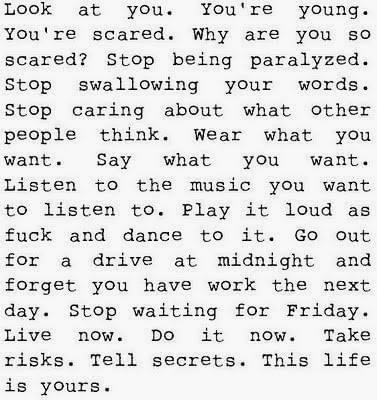 Look at you. You're young.
You're scared. Why are you so
scared? Stop being paralyzed.
Stop swallowing your words.
Stop caring about what other
people think. Wear what you
want. Say what you want.
Listen to the music you want
to listen to. Play it loud as
fuck and dance to it. Go out
for a drive at midnight and
forget you have work the next
day. Stop waiting for Friday.
Live now. Do it now. Take
risks. Tell secrets. This life
is yours.